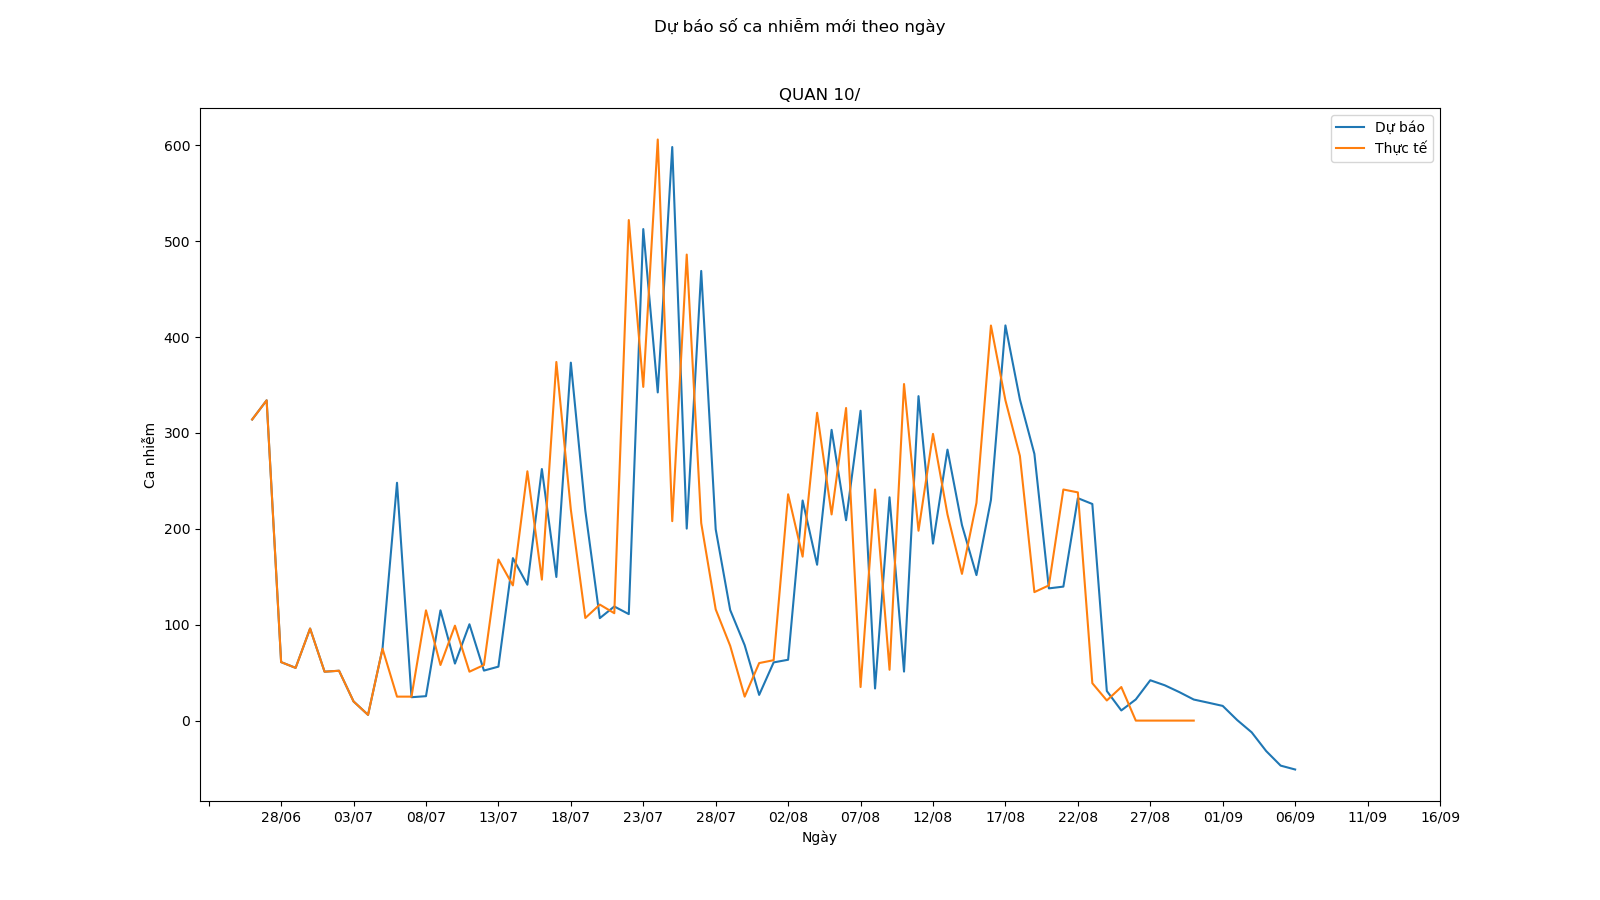 Dự báo số ca nhiễm mới theo ngày
QUAN 10/
Dự báo
Thực tế
600
500
400
300
200
100
0
Ca nhiễm
28/06 03/07 08/07 13/07 18/07 23/07 28/07 02/08 07/08 12/08 17/08 22/08 27/08 01/09 06/09 11/09 16/09
Ngày